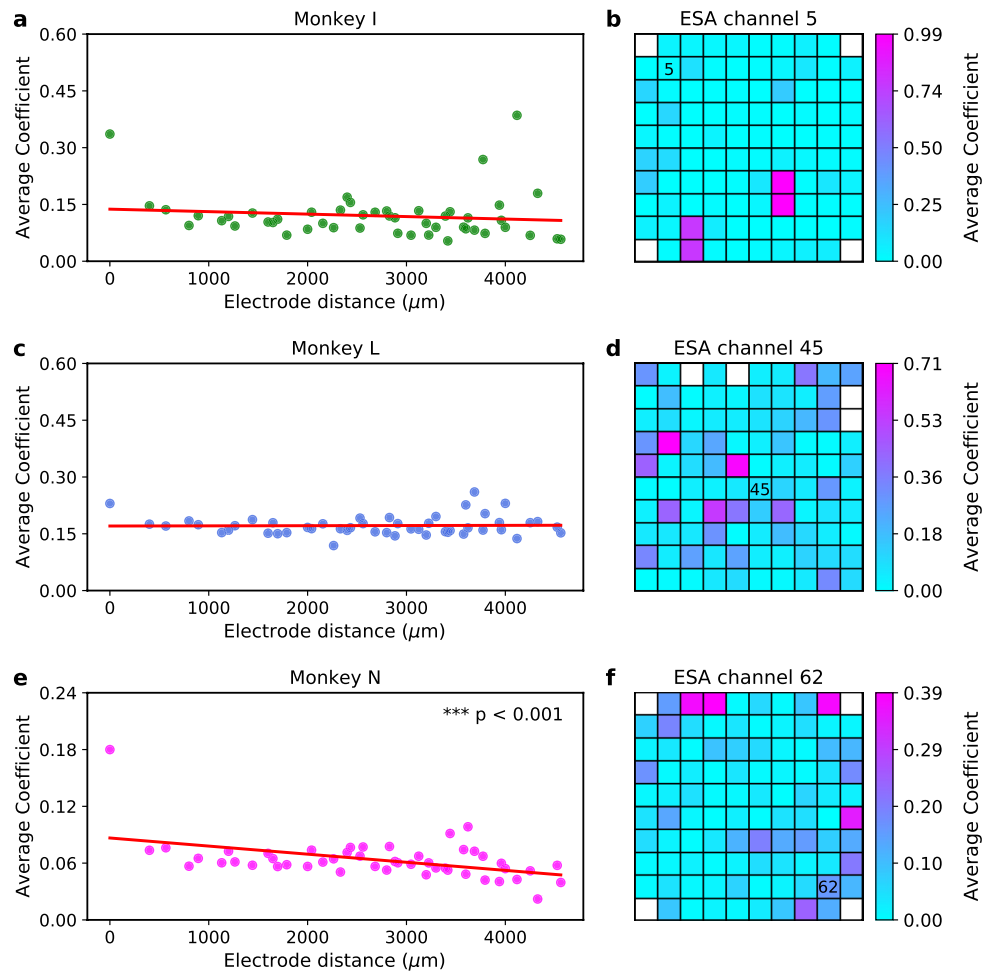 a
Monkey I
Average Coefficient
0.60
0.45
0.30
0.15
0.00
0
1000
2000
3000
4000
Electrode distance (μm)
b
ESA channel 5
5
0.99
0.74
0.50
0.25
0.00
Average Coefficient
c
Monkey L
Average Coefficient
0.60
0.45
0.30
0.15
0.00
0
1000
2000
3000
4000
Electrode distance (μm)
d
ESA channel 45
45
0.71
0.53
0.36
0.18
0.00
Average Coefficient
e
Monkey N
*** p < 0.001
Average Coefficient
0.24
0.18
0.12
0.06
0.00
0
1000
2000
3000
4000
Electrode distance (μm)
f
ESA channel 62
62
0.39
0.29
0.20
0.10
0.00
Average Coefficient